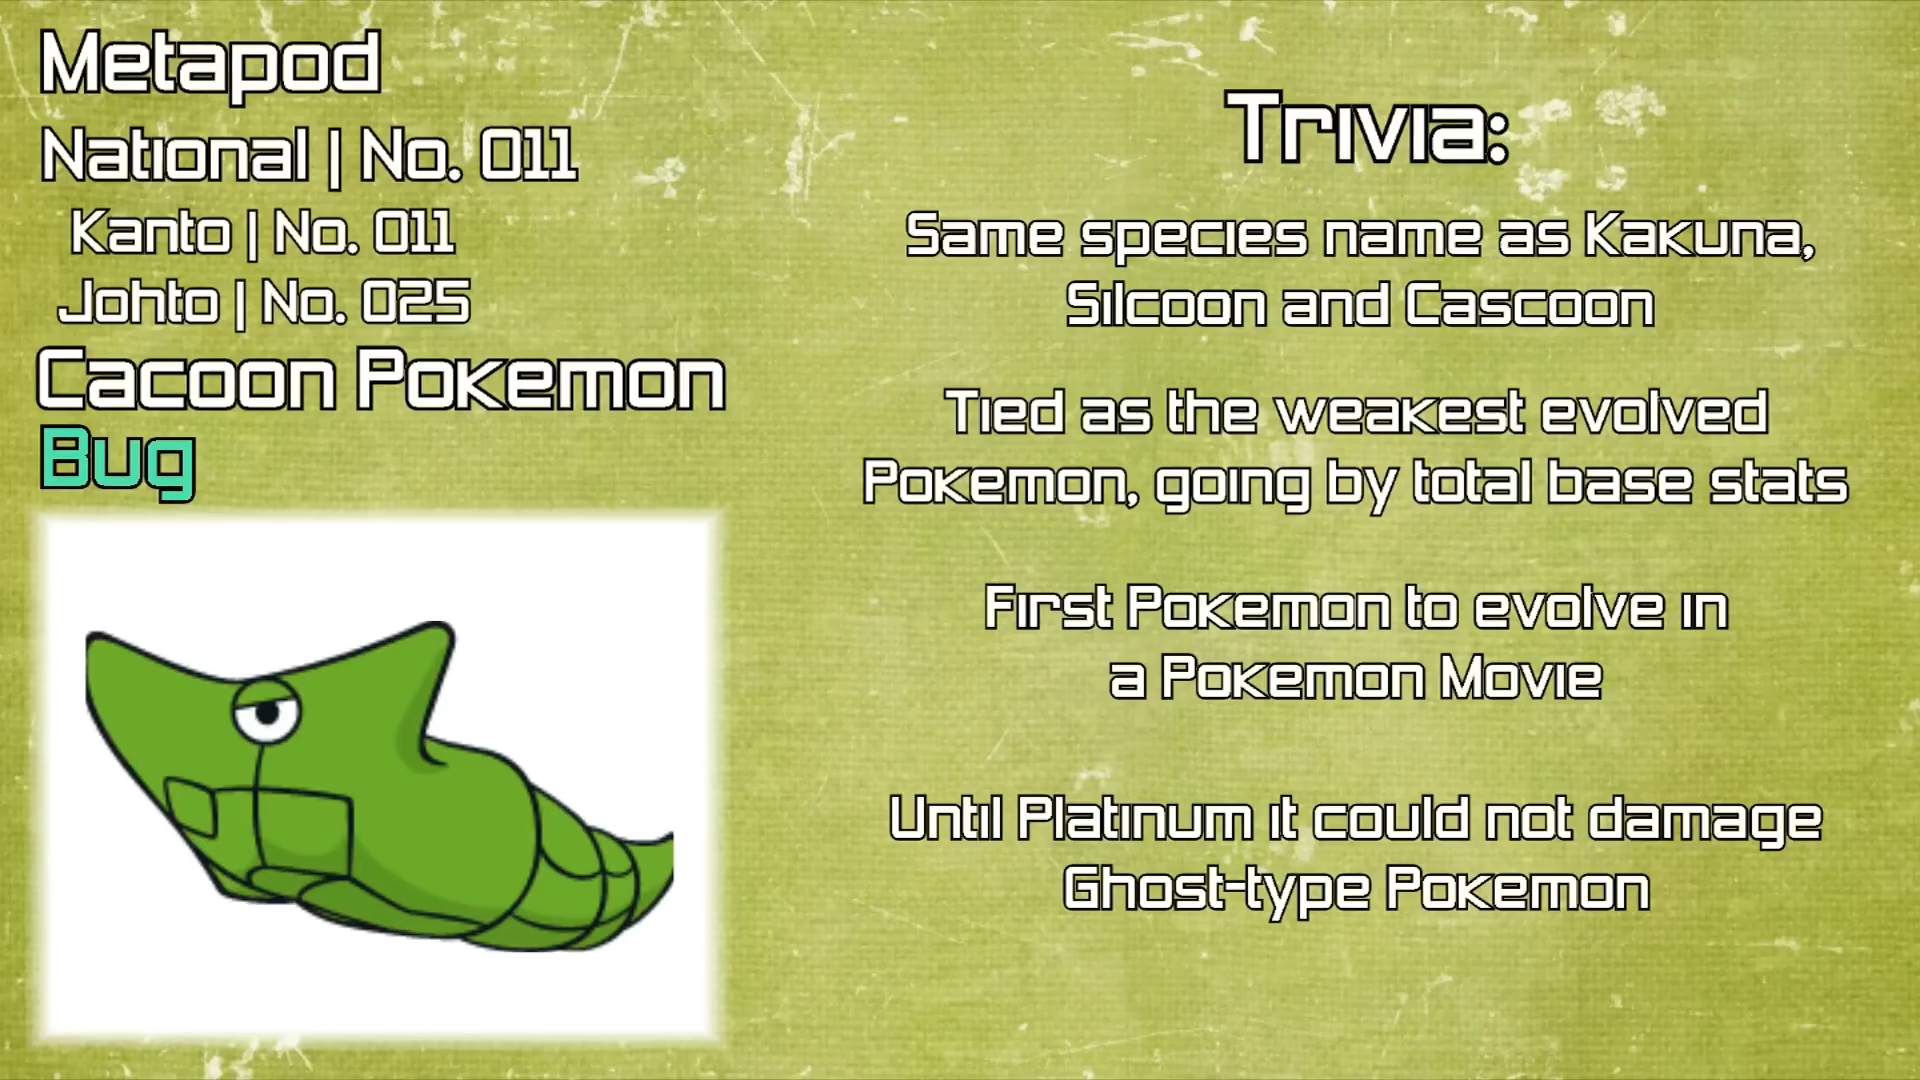 Metapod
National | No. 011
Kanto | No. 011
Johto | No. 025
Cacoon Pokemon
Bug
Trivia:
Same species name as Kakuna,
Silcoon and Cascoon
Tied as the weakest evolved
Pokemon, going by total base stats
First Pokemon to evolve in
a Pokemon Movie
Until Platinum it could not damage
Ghost-type Pokemon